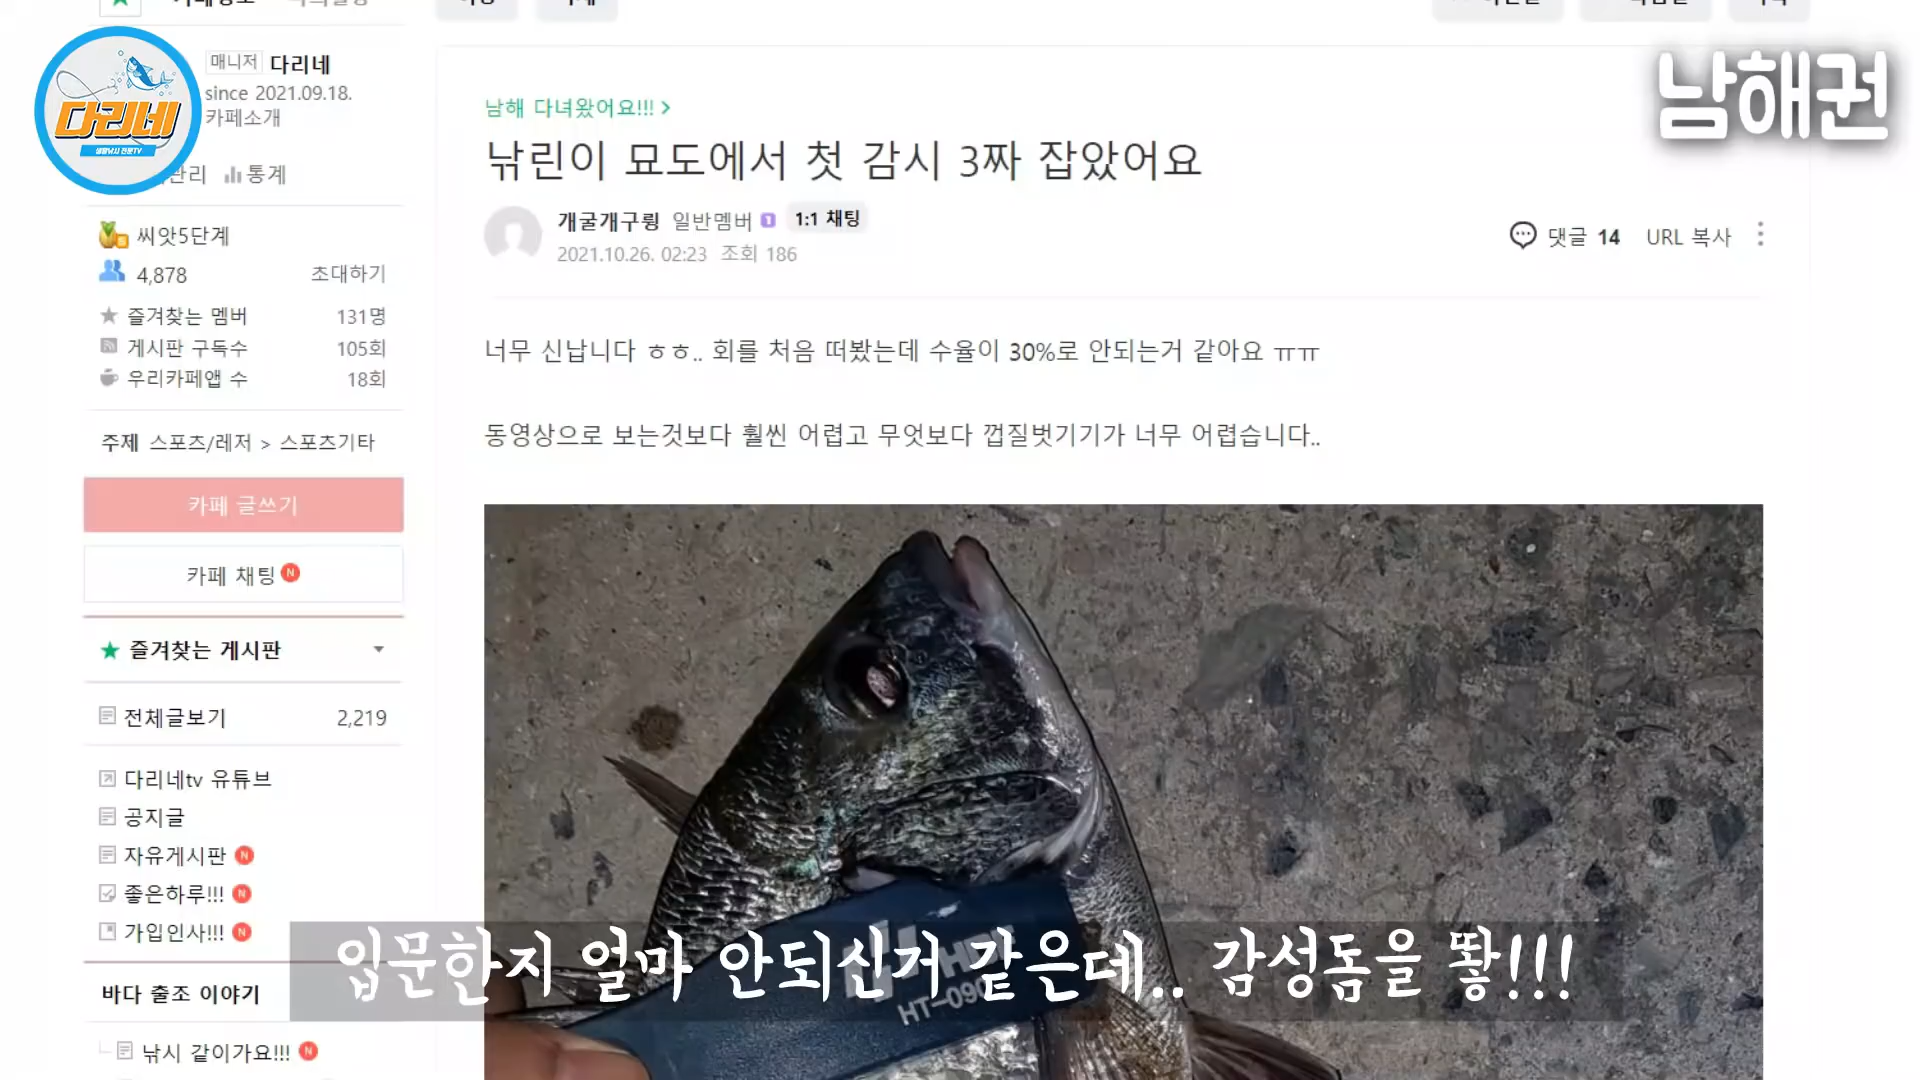 다리네
생활낚시 전문TV
매니저 다리네
since 2021.09.18.
카페소개
관리 통계
씨앗5단계
4,878 초대하기
즐겨찾는 멤버 131명
게시판 구독수 105회
우리카페앱 수 18회
주제 스포츠/레저 > 스포츠기타
카페 글쓰기
카페 채팅 N
즐겨찾는 게시판
전체글보기 2,219
다리네tv 유튜브
공지글
자유게시판 N
좋은하루!!! N
가입인사!!! N
바다 출조 이야기
낚시 같이가요!!! N
남해권
남해 다녀왔어요!!! >
낚린이 묘도에서 첫 감시 3짜 잡았어요
개굴개구륑 일반멤버 1 1:1 채팅
2021.10.26. 02:23 조회 186
댓글 14 URL 복사
너무 신납니다 ㅎㅎ.. 회를 처음 떠봤는데 수율이 30%로 안되는거 같아요 ㅠㅠ
동영상으로 보는것보다 훨씬 어렵고 무엇보다 껍질벗기기가 너무 어렵습니다..
HT-090
입문한지 얼마 안되신거 같은데.. 감성돔을 뙇!!!